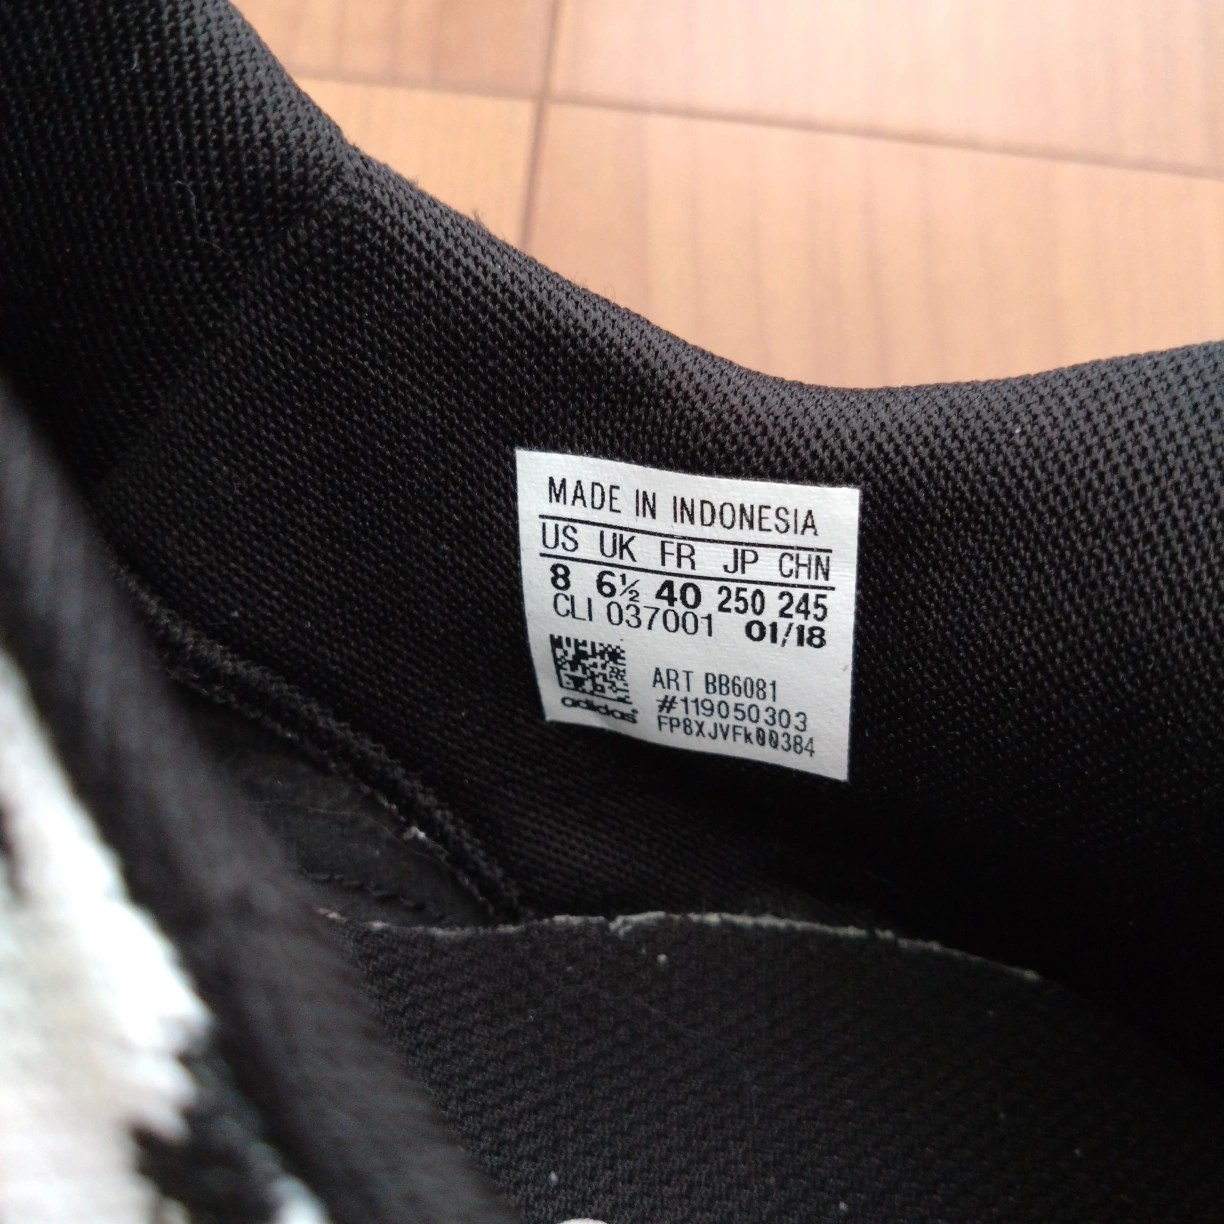 MADE IN INDONESIA
US UK FR JP CHN
8 6½ 40 250 245
CLI 037001 01/18
ART BB6081
#119050303
adidas FP8XJVFk00384